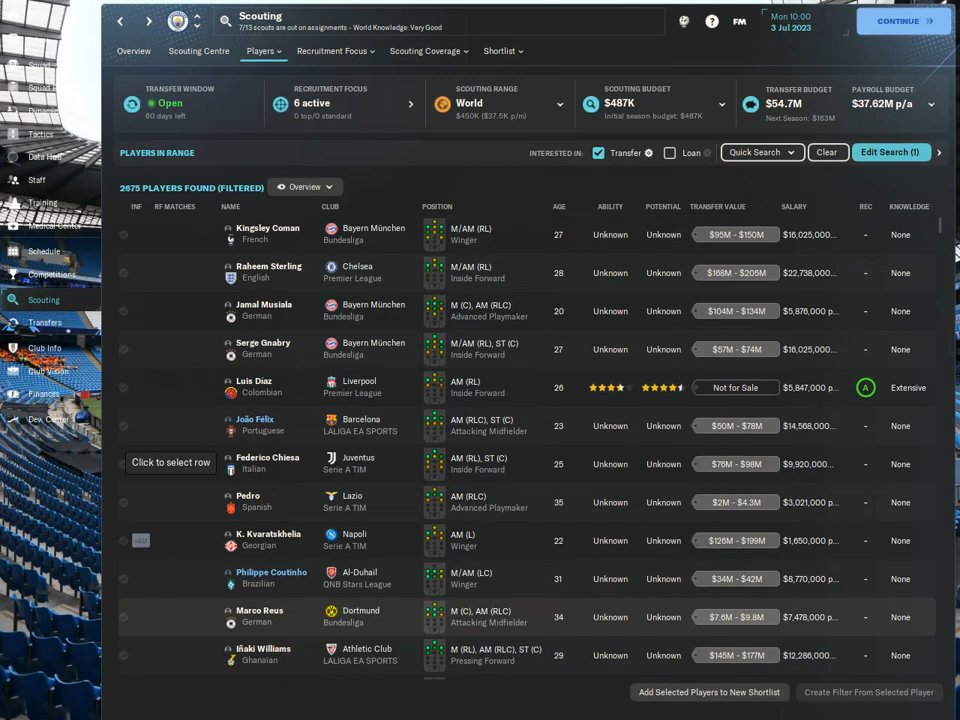 Scouting
7/13 scouts are out on assignments - World Knowledge: Very Good
FM
Mon 10:00
3 Jul 2023
CONTINUE
Overview
Scouting Centre
Players
Recruitment Focus
Scouting Coverage
Shortlist
TRANSFER WINDOW
Open
60 days left
RECRUITMENT FOCUS
6 active
0 top/0 standard
SCOUTING RANGE
World
$450K ($37.5K p/m)
SCOUTING BUDGET
$487K
Initial season budget: $487K
TRANSFER BUDGET
$54.7M
Next Season: $163M
PAYROLL BUDGET
$37.62M p/a
Tactics
Data Hub
Staff
Training
Medical Center
Schedule
Competitions
Scouting
Transfers
Club Info
Club Vision
Finances
Dev. Center
PLAYERS IN RANGE
INTERESTED IN:
Transfer
Loan
Quick Search
Clear
Edit Search (1)
2675 PLAYERS FOUND (FILTERED)
Overview
INF RF MATCHES NAME CLUB POSITION AGE ABILITY POTENTIAL TRANSFER VALUE SALARY REC KNOWLEDGE
Kingsley Coman Bayern München M/AM (RL) 27 Unknown Unknown $95M - $150M $16,025,000... - None
French Bundesliga Winger
Raheem Sterling Chelsea M/AM (RL) 28 Unknown Unknown $168M - $205M $22,738,000... - None
English Premier League Inside Forward
Jamal Musiala Bayern München M (C), AM (RLC) 20 Unknown Unknown $104M - $134M $5,876,000 p... - None
German Bundesliga Advanced Playmaker
Serge Gnabry Bayern München M/AM (RL), ST (C) 27 Unknown Unknown $57M - $74M $16,025,000... - None
German Bundesliga Inside Forward
Luis Díaz Liverpool AM (RL) 26 Not for Sale $5,847,000 p... A Extensive
Colombian Premier League Inside Forward
João Félix Barcelona AM (RLC), ST (C) 23 Unknown Unknown $50M - $78M $14,568,000... - None
Portuguese LALIGA EA SPORTS Attacking Midfielder
Click to select row
Federico Chiesa Juventus AM (RL), ST (C) 25 Unknown Unknown $76M - $98M $9,920,000... - None
Italian Serie A TIM Inside Forward
Pedro Lazio AM (RLC) 35 Unknown Unknown $2M - $4.3M $3,021,000 p... - None
Spanish Serie A TIM Advanced Playmaker
K. Kvaratskhelia Napoli AM (L) 22 Unknown Unknown $126M - $199M $1,650,000 p... - None
Georgian Serie A TIM Winger
Philippe Coutinho Al-Duhail M/AM (LC) 31 Unknown Unknown $34M - $42M $8,770,000 p... - None
Brazilian QNB Stars League Winger
Marco Reus Dortmund M (C), AM (RLC) 34 Unknown Unknown $7.6M - $9.8M $7,478,000 p... - None
German Bundesliga Attacking Midfielder
Iñaki Williams Athletic Club M (RL), AM (RLC), ST (C) 29 Unknown Unknown $145M - $177M $12,286,000... - None
Ghanaian LALIGA EA SPORTS Pressing Forward
Add Selected Players to New Shortlist
Create Filter From Selected Player